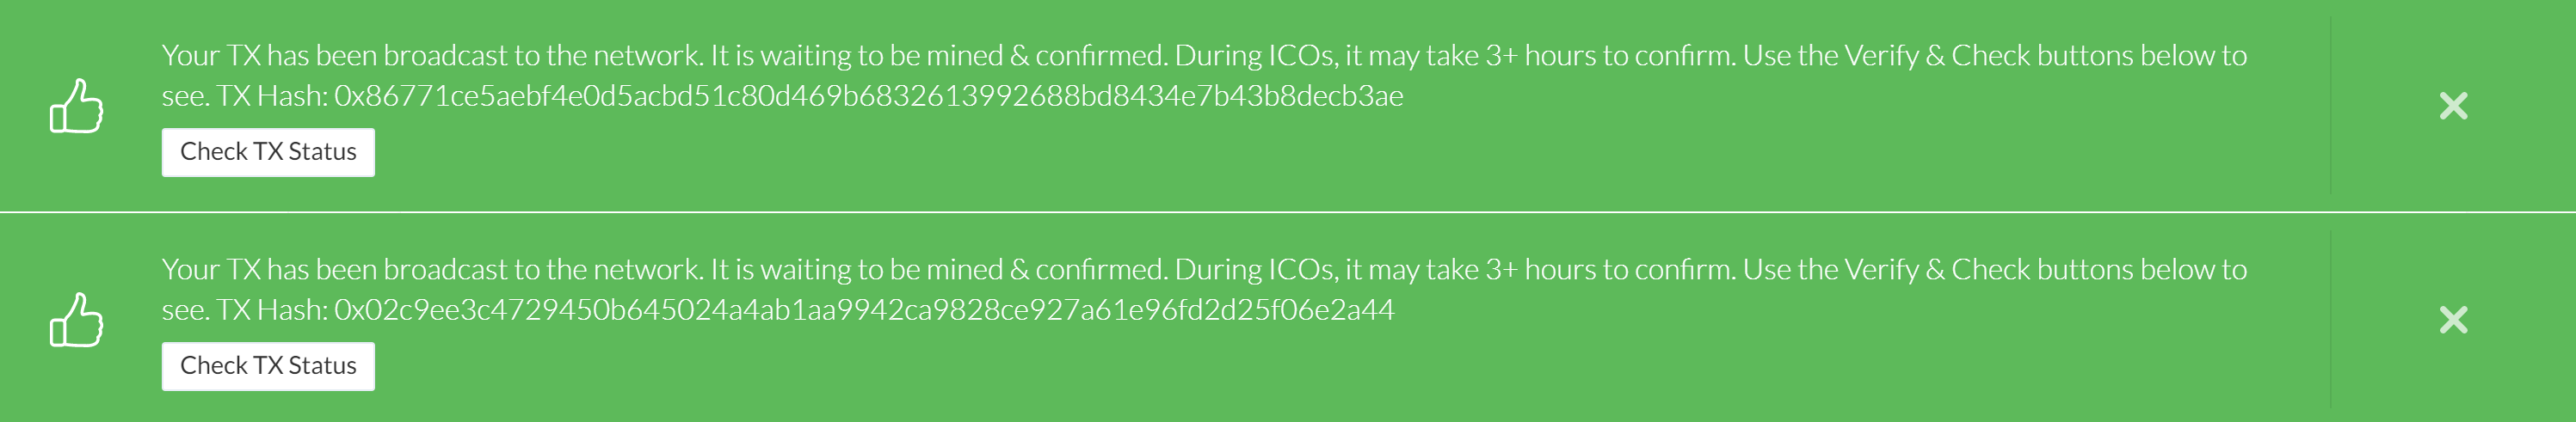 Your TX has been broadcast to the network. It is waiting to be mined & confirmed. During ICOs, it may take 3+ hours to confirm. Use the Verify & Check buttons below to
see. TX Hash: 0x86771ce5aebf4e0d5acbd51c80d469b6832613992688bd8434e7b43b8decb3ae
Check TX Status
Your TX has been broadcast to the network. It is waiting to be mined & confirmed. During ICOs, it may take 3+ hours to confirm. Use the Verify & Check buttons below to
see. TX Hash: 0x02c9ee3c4729450b645024a4ab1aa9942ca9828ce927a61e96fd2d25f06e2a44
Check TX Status